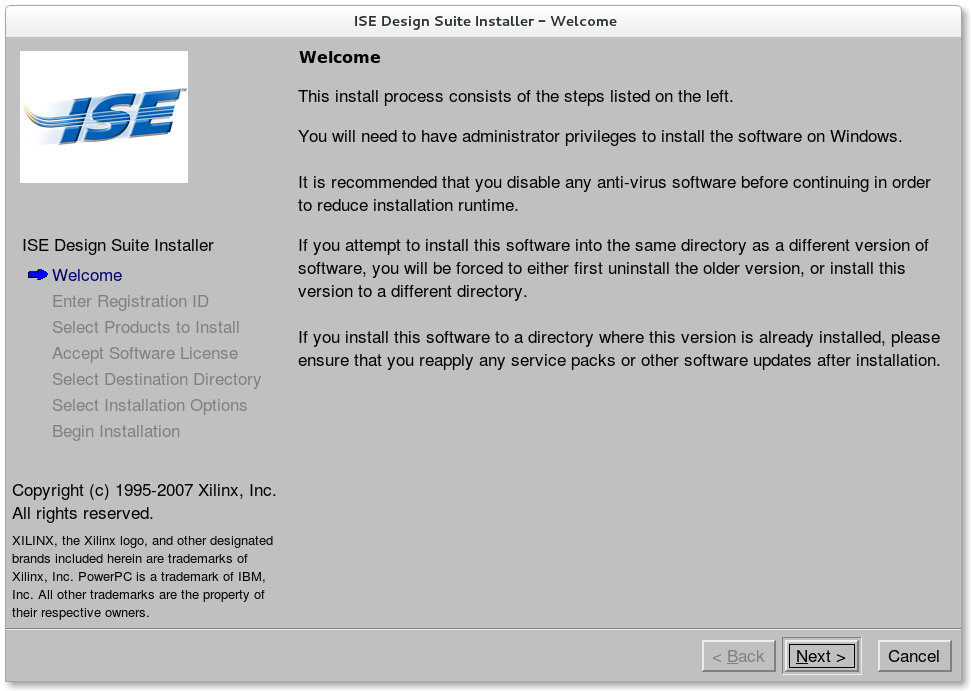 ISE Design Suite Installer – Welcome
ISE™
ISE Design Suite Installer
Welcome
Enter Registration ID
Select Products to Install
Accept Software License
Select Destination Directory
Select Installation Options
Begin Installation
Copyright (c) 1995-2007 Xilinx, Inc.
All rights reserved.
XILINX, the Xilinx logo, and other designated
brands included herein are trademarks of
Xilinx, Inc. PowerPC is a trademark of IBM,
Inc. All other trademarks are the property of
their respective owners.
Welcome
This install process consists of the steps listed on the left.
You will need to have administrator privileges to install the software on Windows.
It is recommended that you disable any anti-virus software before continuing in order
to reduce installation runtime.
If you attempt to install this software into the same directory as a different version of
software, you will be forced to either first uninstall the older version, or install this
version to a different directory.
If you install this software to a directory where this version is already installed, please
ensure that you reapply any service packs or other software updates after installation.
< Back
Next >
Cancel